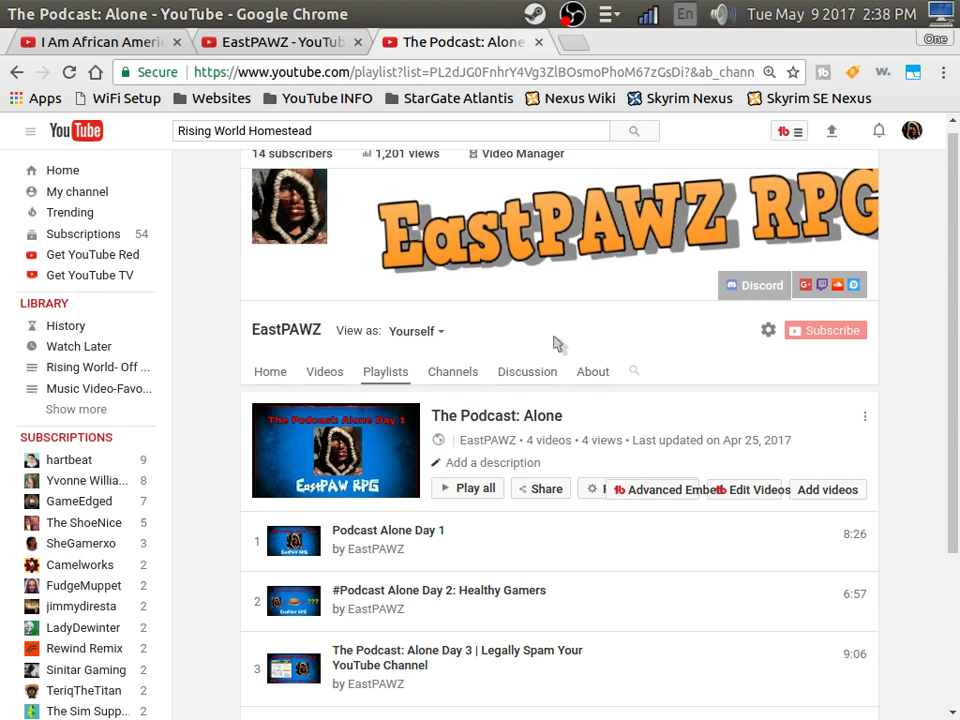 The Podcast: Alone - YouTube - Google Chrome
En
Tue May 9 2017 2:38 PM
I Am African Ameri
EastPAWZ - YouTub
The Podcast: Alone
One
Secure
https://www.youtube.com/playlist?list=PL2dJG0FnhrY4Vg3ZlBOsmoPhoM67zGsDi?&ab_chann
Apps
WiFi Setup
Websites
YouTube INFO
StarGate Atlantis
Nexus Wiki
Skyrim Nexus
Skyrim SE Nexus
YouTube
Rising World Homestead
14 subscribers
1,201 views
Video Manager
Home
My channel
Trending
Subscriptions 54
Get YouTube Red
Get YouTube TV
LIBRARY
History
Watch Later
Rising World- Off ...
Music Video-Favo...
Show more
SUBSCRIPTIONS
hartbeat 9
Yvonne Willia... 8
GameEdged 7
The ShoeNice 5
SheGamerxo 3
Camelworks 2
FudgeMuppet 2
jimmydiresta 2
LadyDewinter 2
Rewind Remix 2
Sinitar Gaming 2
TeriqTheTitan 2
The Sim Supp... 2
EastPAWZ RPG
Discord
EastPAWZ
View as: Yourself
Subscribe
Home
Videos
Playlists
Channels
Discussion
About
The Podcast: Alone Day 1
EastPAW RPG
The Podcast: Alone
EastPAWZ • 4 videos • 4 views • Last updated on Apr 25, 2017
Add a description
Play all
Share
Advanced Embe
Edit Videos
Add videos
1
Podcast Alone Day 1
by EastPAWZ
8:26
2
#Podcast Alone Day 2: Healthy Gamers
by EastPAWZ
6:57
3
The Podcast: Alone Day 3 | Legally Spam Your
YouTube Channel
by EastPAWZ
9:06